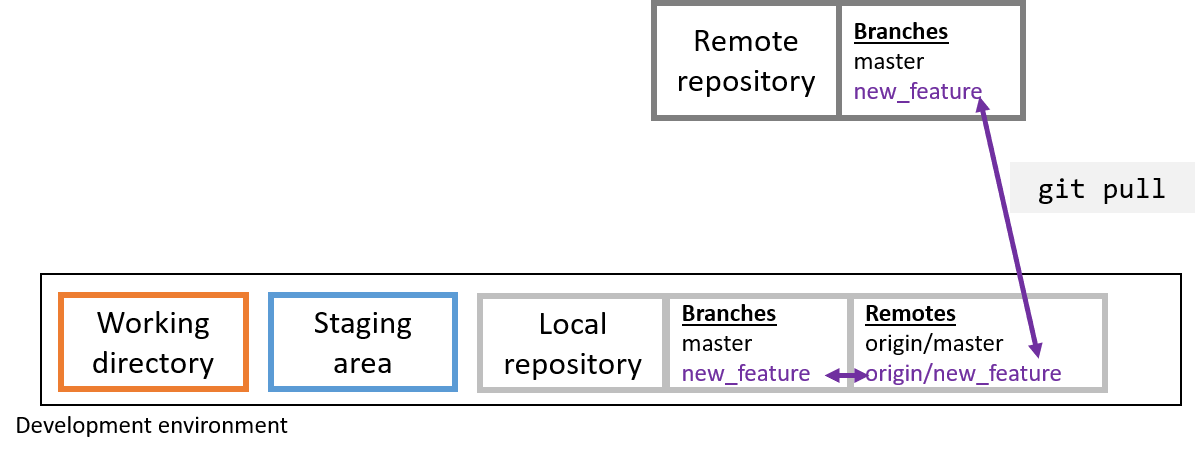 Remote
repository
Branches
master
new_feature
git pull
Working
directory
Staging
area
Local
repository
Branches
master
new_feature
Remotes
origin/master
origin/new_feature
Development environment